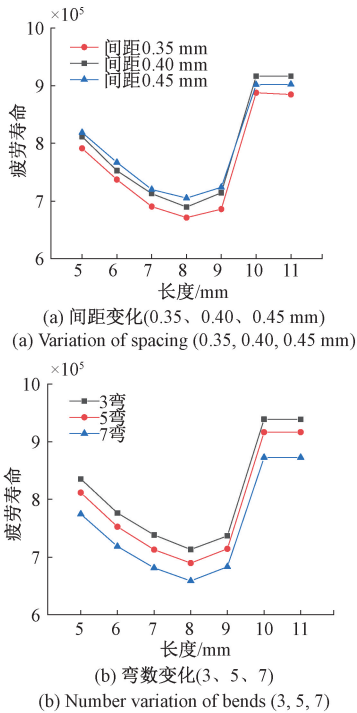 ×10⁵
10
间距0.35 mm
间距0.40 mm
间距0.45 mm
9
8
7
6
疲劳寿命
5 6 7 8 9 10 11
长度/mm
(a) 间距变化(0.35、0.40、0.45 mm)
(a) Variation of spacing (0.35, 0.40, 0.45 mm)
×10⁵
10
3弯
5弯
7弯
9
8
7
6
疲劳寿命
5 6 7 8 9 10 11
长度/mm
(b) 弯数变化(3、5、7)
(b) Number variation of bends (3, 5, 7)